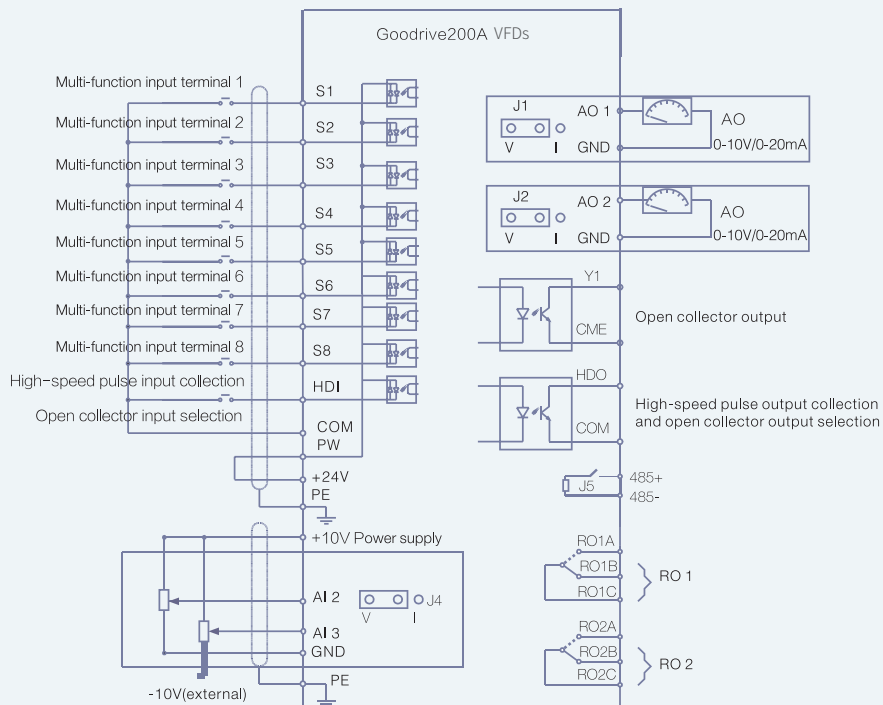 Goodrive200A VFDs
Multi-function input terminal 1
S1
Multi-function input terminal 2
S2
Multi-function input terminal 3
S3
Multi-function input terminal 4
S4
Multi-function input terminal 5
S5
Multi-function input terminal 6
S6
Multi-function input terminal 7
S7
Multi-function input terminal 8
S8
High-speed pulse input collection
HDI
Open collector input selection
COM
PW
+24V
PE
+10V Power supply
AI 2
J4
V I
AI 3
GND
PE
-10V(external)
J1
AO 1
AO
V I
GND
0-10V/0-20mA
J2
AO 2
AO
V I
GND
0-10V/0-20mA
Y1
Open collector output
CME
HDO
High-speed pulse output collection
and open collector output selection
COM
485+
J5
485-
RO1A
RO1B
RO 1
RO1C
RO2A
RO2B
RO 2
RO2C